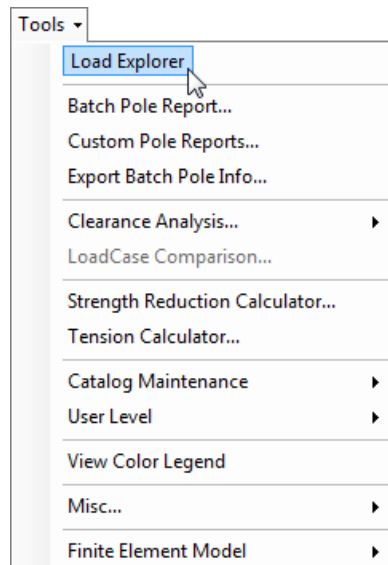 Tools
Load Explorer
Batch Pole Report...
Custom Pole Reports...
Export Batch Pole Info...
Clearance Analysis...
LoadCase Comparison...
Strength Reduction Calculator...
Tension Calculator...
Catalog Maintenance
User Level
View Color Legend
Misc...
Finite Element Model